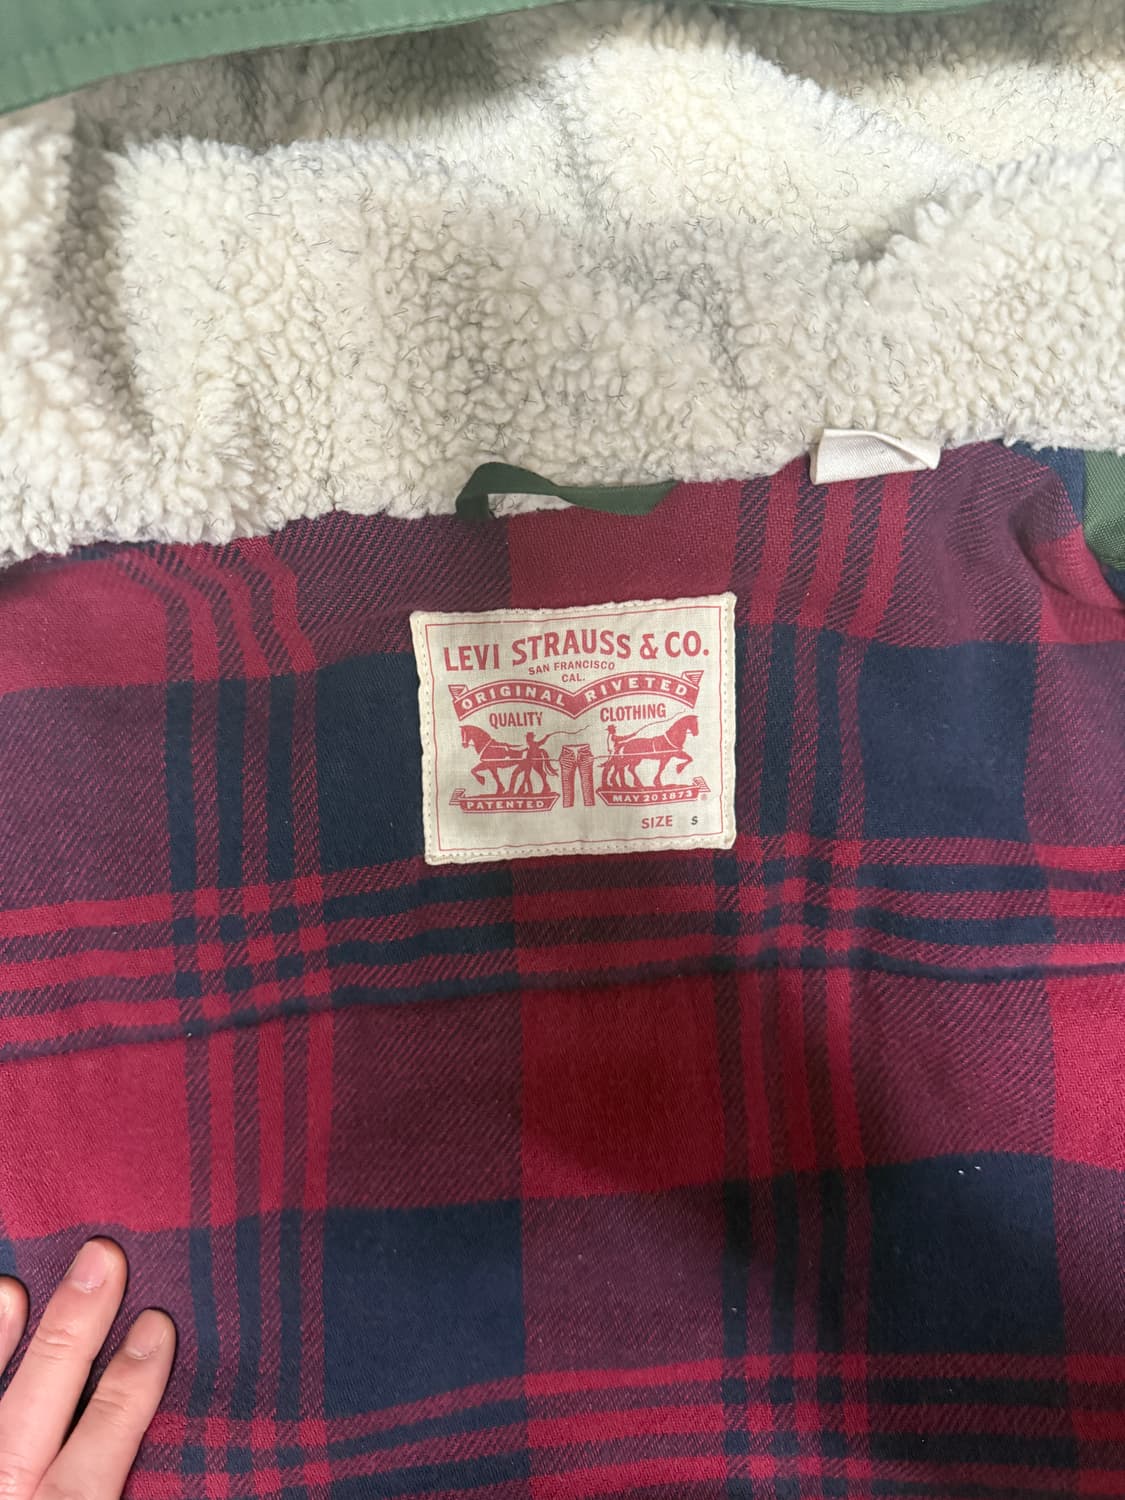 LEVI STRAUSS & CO.
SAN FRANCISCO
CAL.
ORIGINAL RIVETED
QUALITY CLOTHING
PATENTED MAY 20 1873 ®
SIZE S